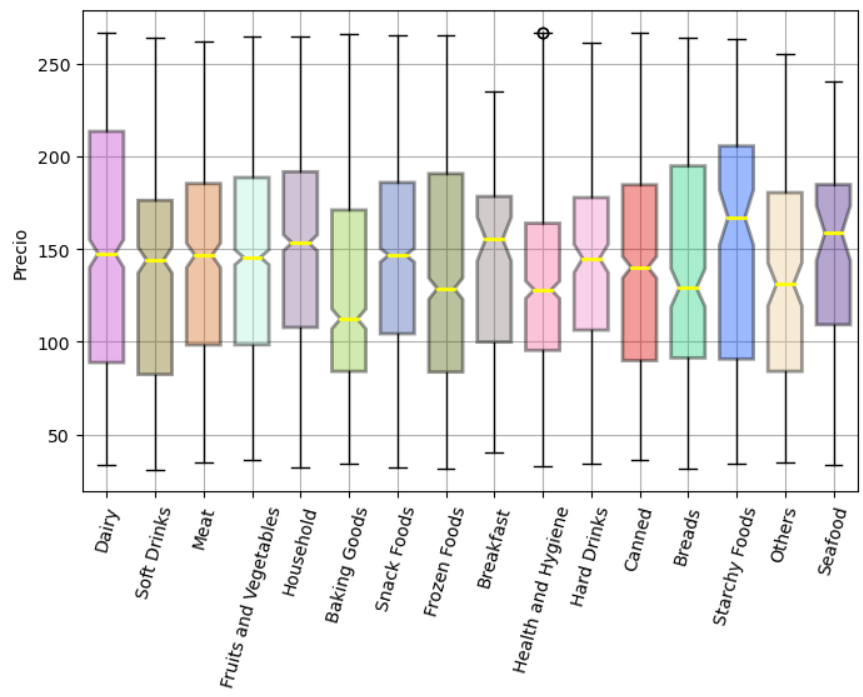 250
200
150
100
50
Precio
Dairy
Soft Drinks
Meat
Fruits and Vegetables
Household
Baking Goods
Snack Foods
Frozen Foods
Breakfast
Health and Hygiene
Hard Drinks
Canned
Breads
Starchy Foods
Others
Seafood